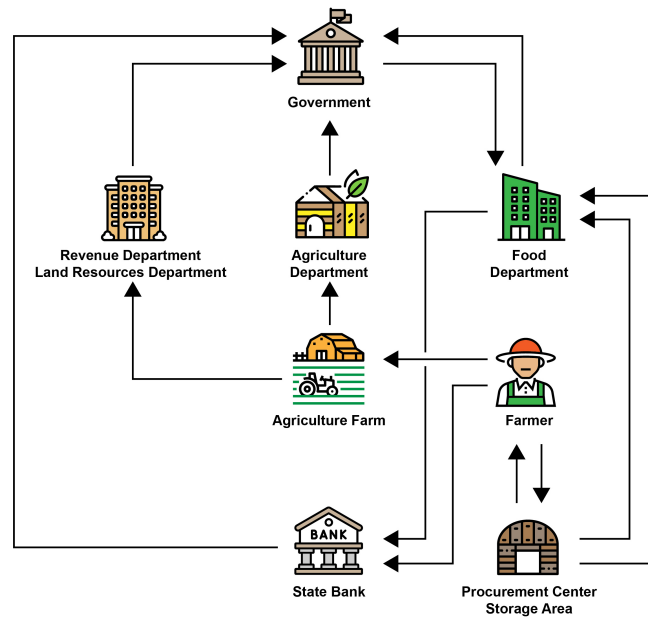 Government
Revenue Department
Land Resources Department
Agriculture
Department
Food
Department
Agriculture Farm
Farmer
BANK
State Bank
Procurement Center
Storage Area